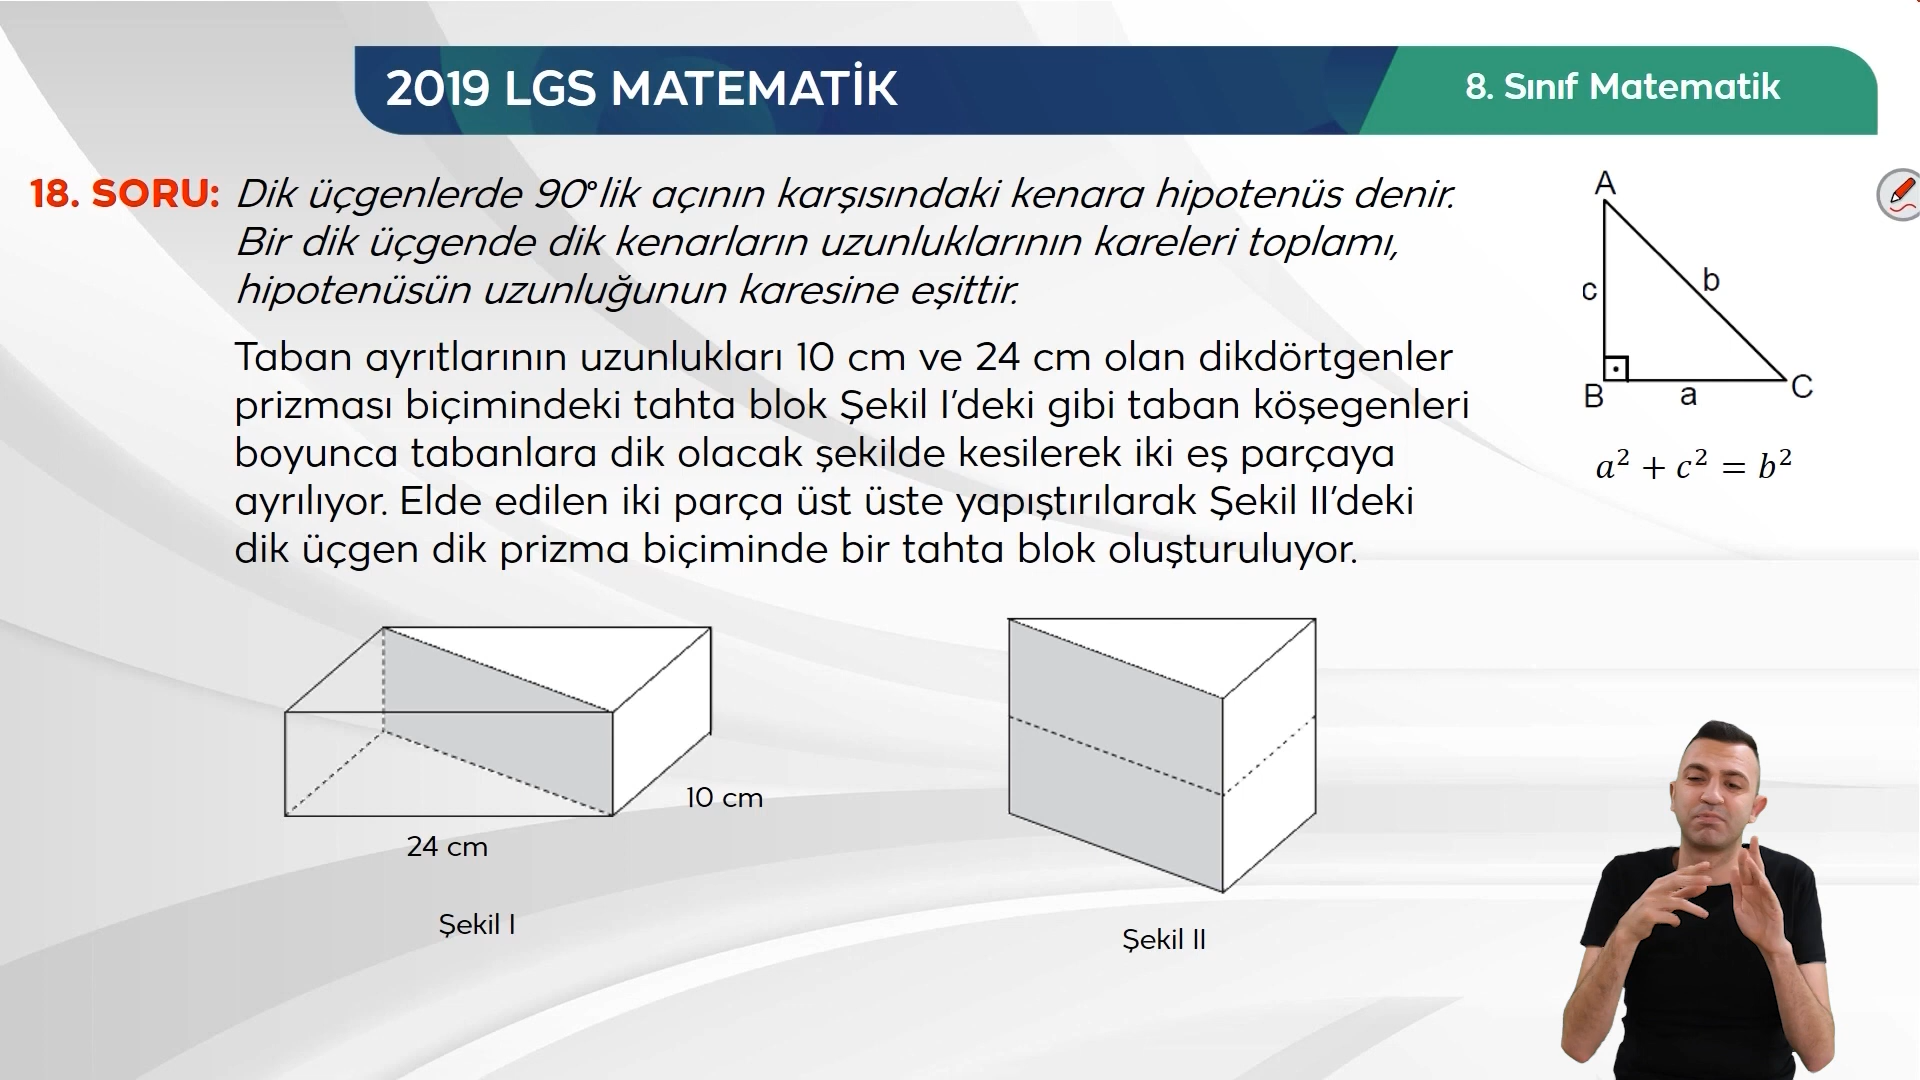 2019 LGS MATEMATİK
8. Sınıf Matematik
18. SORU: Dik üçgenlerde 90°lik açının karşısındaki kenara hipotenüs denir.
Bir dik üçgende dik kenarların uzunluklarının kareleri toplamı,
hipotenüsün uzunluğunun karesine eşittir.
Taban ayrıtlarının uzunlukları 10 cm ve 24 cm olan dikdörtgenler
prizması biçimindeki tahta blok Şekil I'deki gibi taban köşegenleri
boyunca tabanlara dik olacak şekilde kesilerek iki eş parçaya
ayrılıyor. Elde edilen iki parça üst üste yapıştırılarak Şekil II'deki
dik üçgen dik prizma biçiminde bir tahta blok oluşturuluyor.
A
c
b
B
a
C
a² + c² = b²
10 cm
24 cm
Şekil I
Şekil II